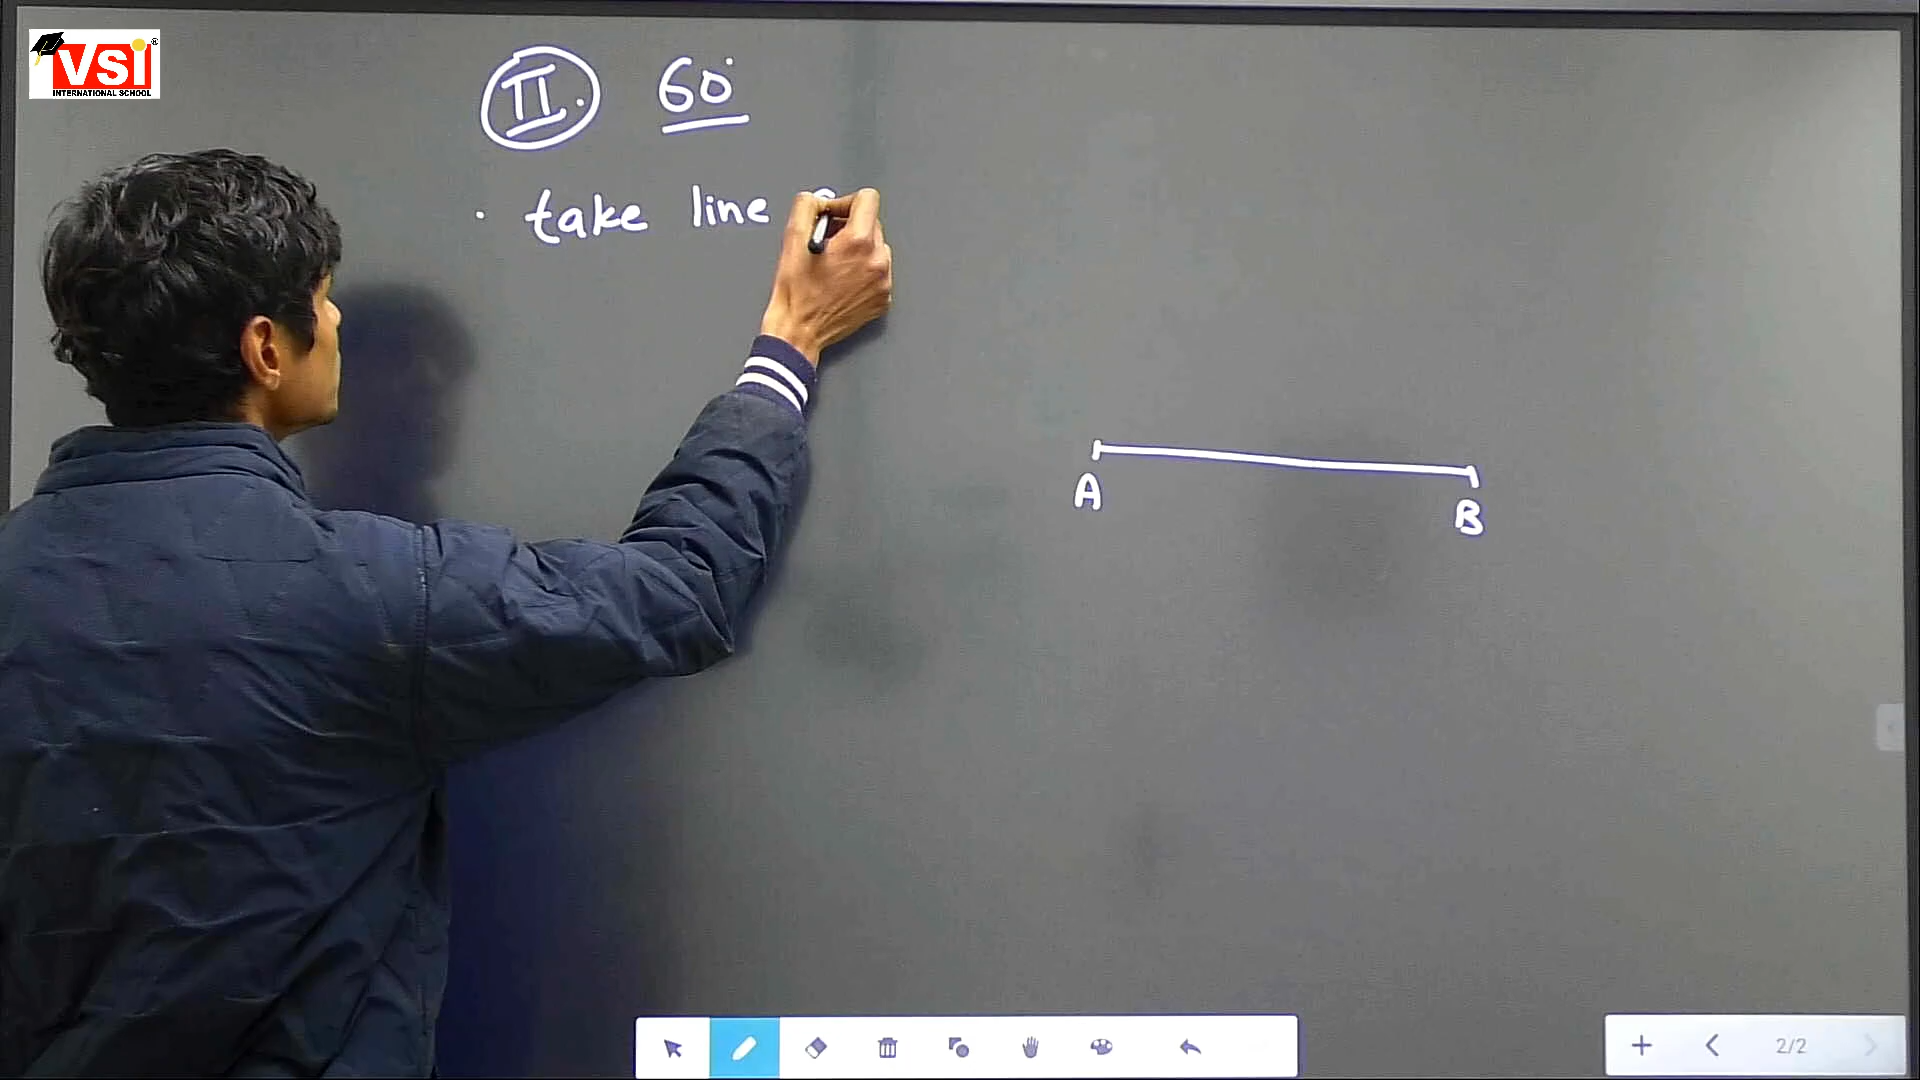 VSI
INTERNATIONAL SCHOOL
II. 60°
· take line
A
B
2/2